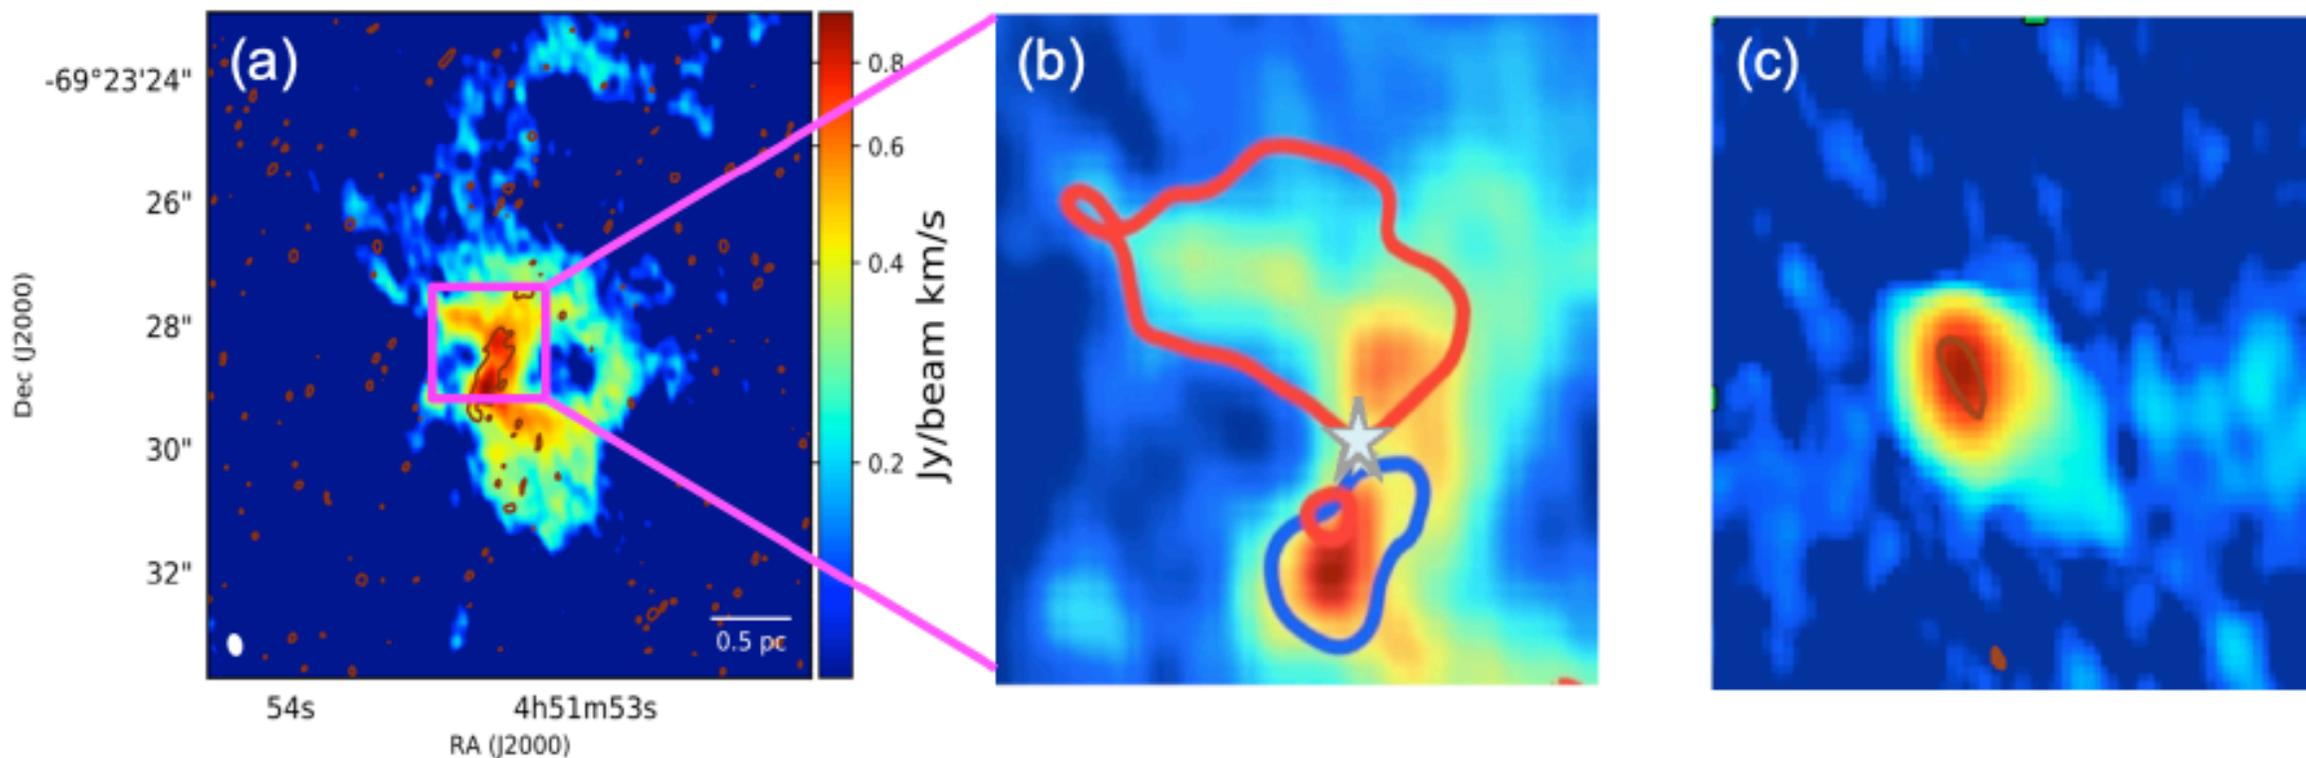 (a)
(b)
(c)
-69°23'24"
26"
28"
30"
32"
Dec (J2000)
54s
4h51m53s
RA (J2000)
0.5 pc
0.8
0.6
0.4
0.2
Jy/beam km/s